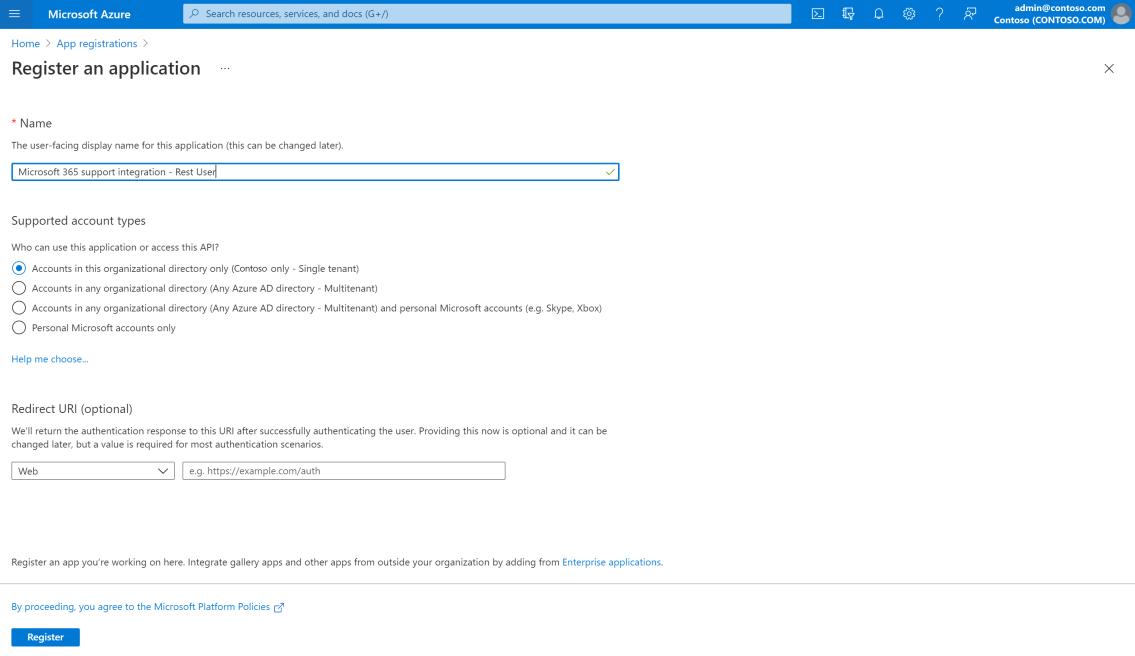 Microsoft Azure
Search resources, services, and docs (G+/)
admin@contoso.com
Contoso (CONTOSO.COM)
Home > App registrations >
Register an application ...
* Name
The user-facing display name for this application (this can be changed later).
Microsoft 365 support integration - Rest User
Supported account types
Who can use this application or access this API?
Accounts in this organizational directory only (Contoso only - Single tenant)
Accounts in any organizational directory (Any Azure AD directory - Multitenant)
Accounts in any organizational directory (Any Azure AD directory - Multitenant) and personal Microsoft accounts (e.g. Skype, Xbox)
Personal Microsoft accounts only
Help me choose...
Redirect URI (optional)
We'll return the authentication response to this URI after successfully authenticating the user. Providing this now is optional and it can be
changed later, but a value is required for most authentication scenarios.
Web
e.g. https://example.com/auth
Register an app you're working on here. Integrate gallery apps and other apps from outside your organization by adding from Enterprise applications.
By proceeding, you agree to the Microsoft Platform Policies
Register